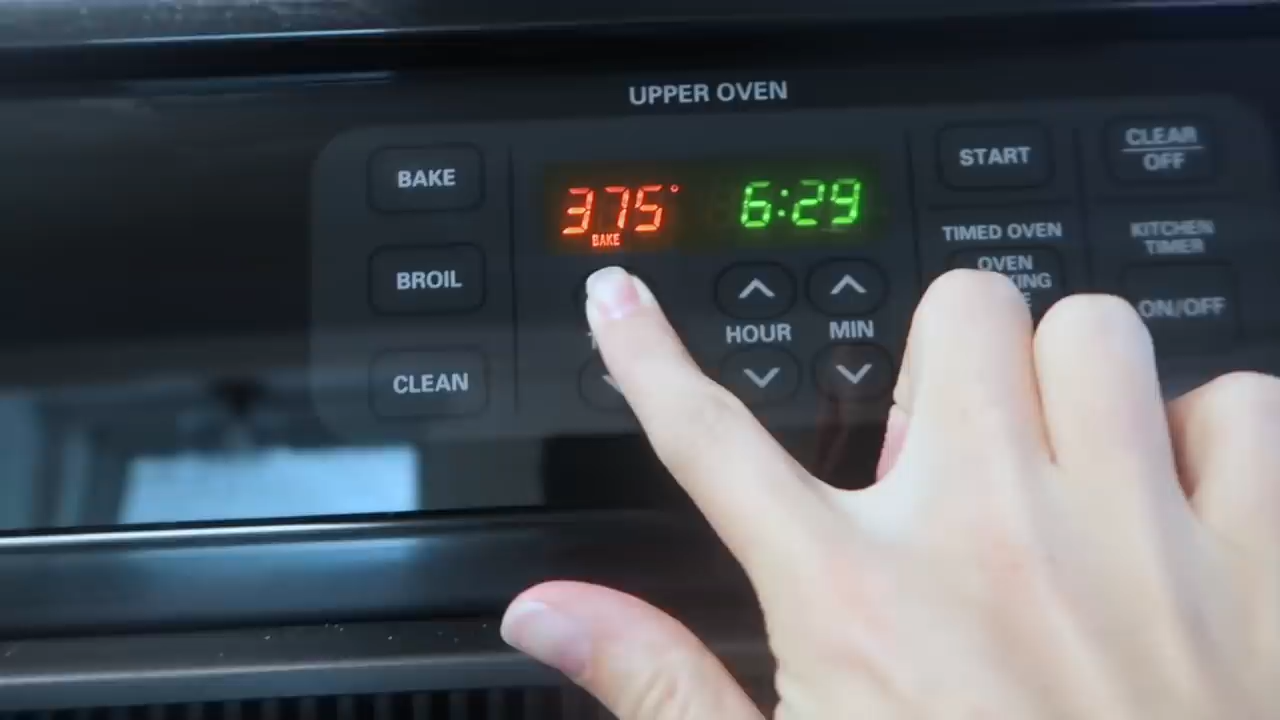 UPPER OVEN
BAKE
375°
BAKE
6:29
START
CLEAR
OFF
BROIL
HOUR
MIN
TIMED OVEN
OVEN
KITCHEN
TIMER
ON/OFF
CLEAN